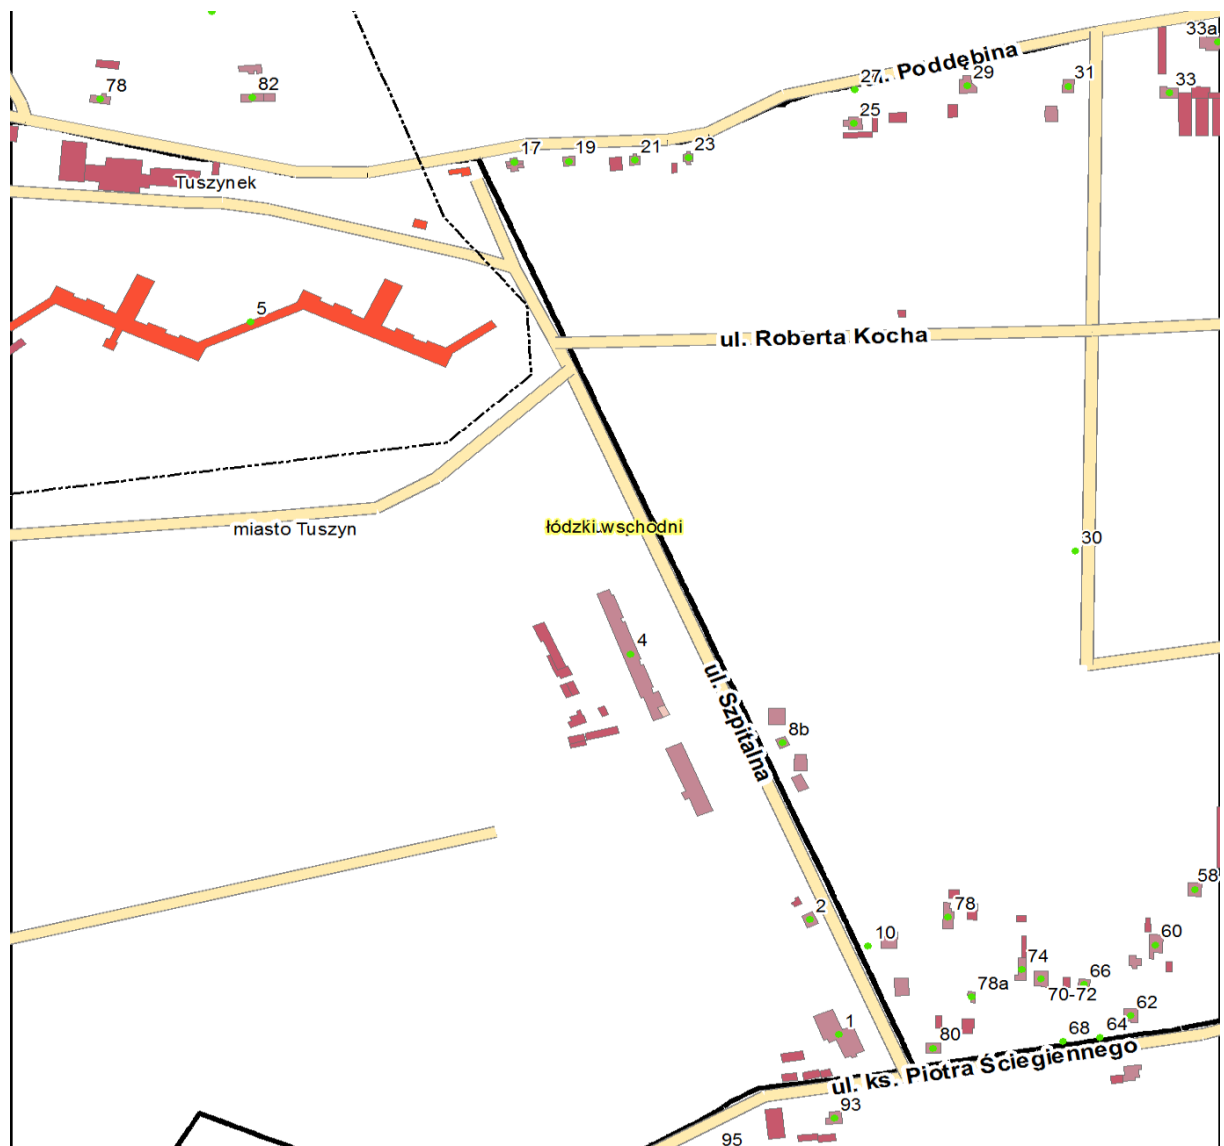 33a
ul. Poddębina
27
29
31
33
78
82
25
17
19
21
23
Tuszynek
5
ul. Roberta Kocha
miasto Tuszyn
łódzki wschodni
30
4
ul. Szpitalna
8b
58
2
78
10
60
74
66
78a
70-72
62
1
80
68
64
ul. ks. Piotra Ściegiennego
93
95